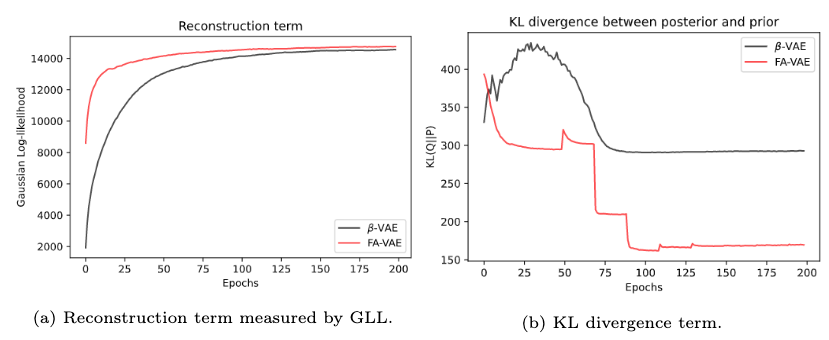 Reconstruction term
14000
12000
10000
8000
6000
4000
2000
Gaussian Log-likelihood
β-VAE
FA-VAE
0 25 50 75 100 125 150 175 200
Epochs
(a) Reconstruction term measured by GLL.
KL divergence between posterior and prior
400
350
300
250
200
150
KL(Q||P)
β-VAE
FA-VAE
0 25 50 75 100 125 150 175 200
Epochs
(b) KL divergence term.